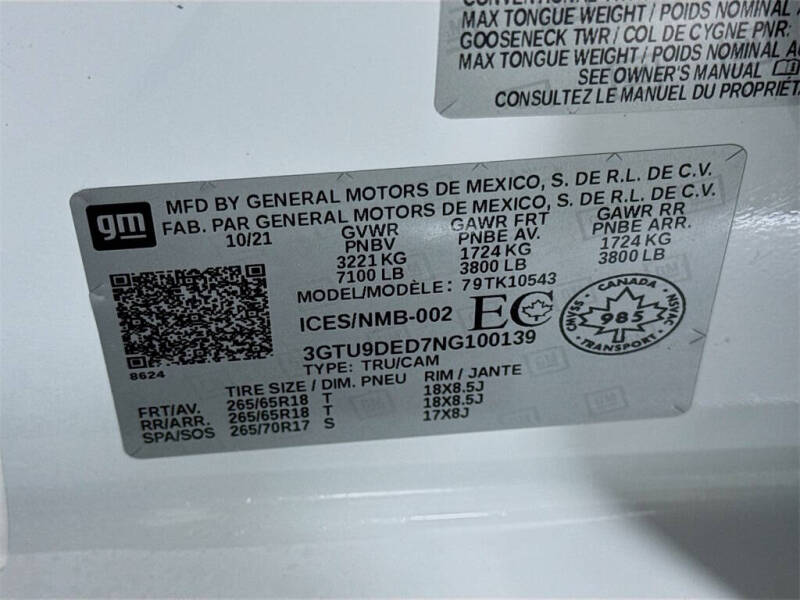 CONVENTIONAL
MAX TONGUE WEIGHT / POIDS NOMINAL
GOOSENECK TWR / COL DE CYGNE PNR:
MAX TONGUE WEIGHT / POIDS NOMINAL
SEE OWNER'S MANUAL
CONSULTEZ LE MANUEL DU
gm
MFD BY GENERAL MOTORS DE MEXICO, S. DE R.L. DE C.V.
FAB. PAR GENERAL MOTORS DE MEXICO, S. DE R.L. DE C.V.
10/21 GVWR GAWR FRT GAWR RR
PNBV PNBE AV. PNBE ARR.
3221 KG 1724 KG 1724 KG
7100 LB 3800 LB 3800 LB
MODEL/MODÈLE: 79TK10543
ICES/NMB-002 EC
CANADA
985
SVNM NSVAC
3GTU9DED7NG100139
TYPE: TRU/CAM
8624
TIRE SIZE / DIM. PNEU RIM / JANTE
FRT/AV. 265/65R18 T 18X8.5J
RR/ARR. 265/65R18 T 18X8.5J
SPA/SOS 265/70R17 S 17X8J